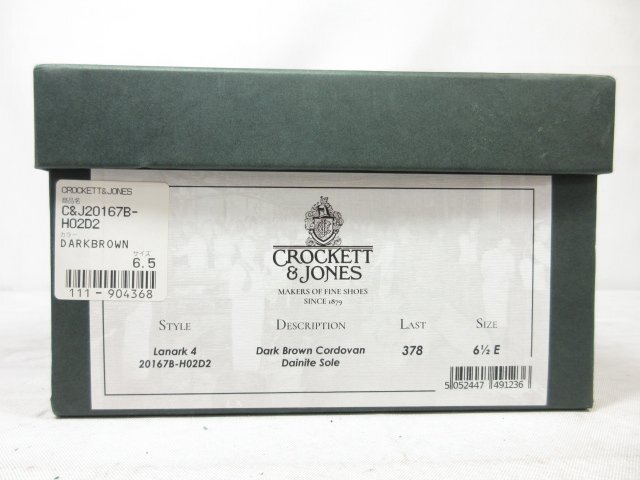 CROCKETT&JONES
商品名
C&J20167B-
H02D2
カラー
DARKBROWN
サイズ
6.5
111-904368
CROCKETT
& JONES
MAKERS OF FINE SHOES
SINCE 1879
STYLE DESCRIPTION LAST SIZE
Lanark 4 Dark Brown Cordovan 378 6½ E
20167B-H02D2 Dainite Sole
5 052447 491236